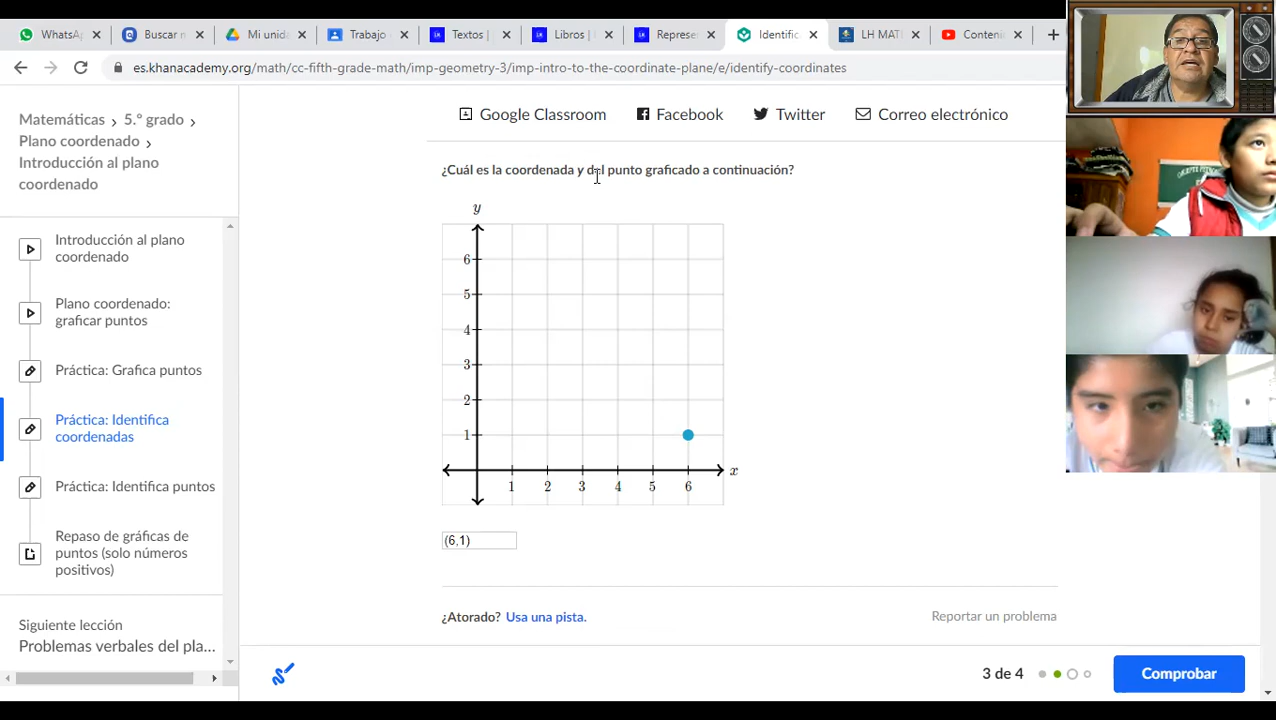 WhatsA
Buscar r
Mi unida
Trabajo
Textos
Libros |
Represe
Identific
LH MATI
Conteni
es.khanacademy.org/math/cc-fifth-grade-math/imp-geometry-3/imp-intro-to-the-coordinate-plane/e/identify-coordinates
Matemáticas > 5.º grado >
Plano coordenado >
Introducción al plano
coordenado
Introducción al plano
coordenado
Plano coordenado:
graficar puntos
Práctica: Grafica puntos
Práctica: Identifica
coordenadas
Práctica: Identifica puntos
Repaso de gráficas de
puntos (solo números
positivos)
Siguiente lección
Problemas verbales del pla...
Google Classroom
Facebook
Twitter
Correo electrónico
¿Cuál es la coordenada y del punto graficado a continuación?
y
6
5
4
3
2
1
x
1 2 3 4 5 6
(6,1)
¿Atorado? Usa una pista.
Reportar un problema
3 de 4
Comprobar